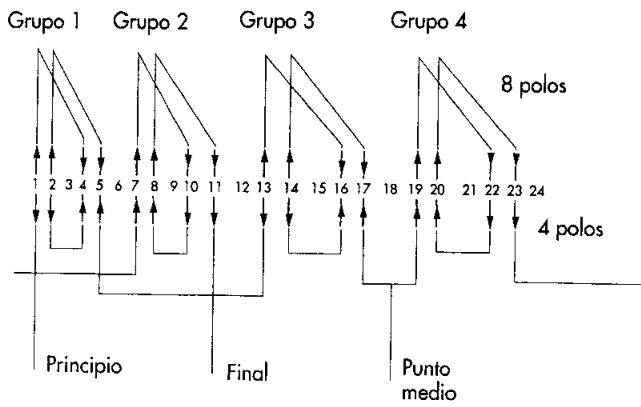 Grupo 1 Grupo 2 Grupo 3 Grupo 4
8 polos
1 2 3 4 5 6 7 8 9 10 11 12 13 14 15 16 17 18 19 20 21 22 23 24
4 polos
Principio Final Punto
medio